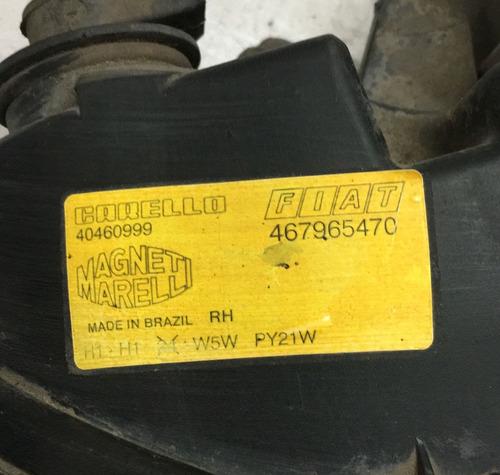 CARELLO FIAT
40460999 467965470
MAGNETI
MARELLI
MADE IN BRAZIL RH
H1 - H1 W5W PY21W